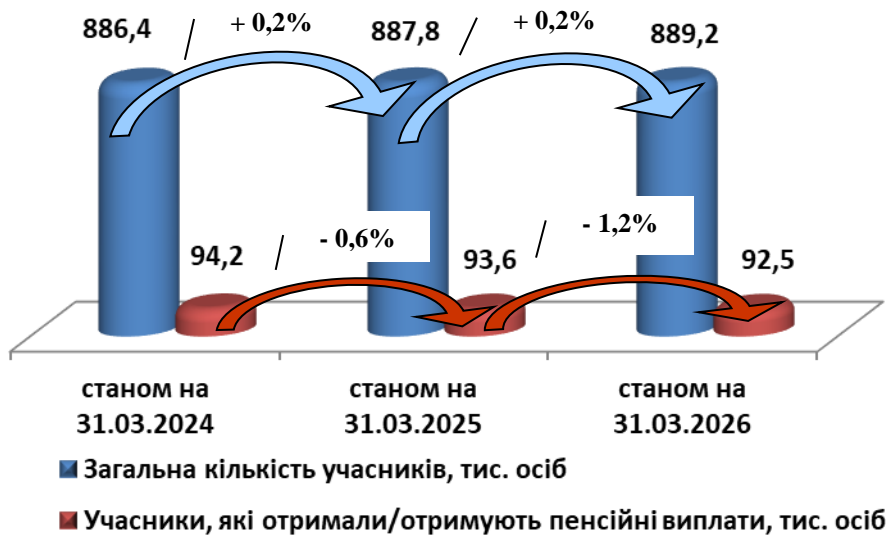 886,4 / + 0,2% 887,8 / + 0,2% 889,2
94,2 / - 0,6% 93,6 / - 1,2% 92,5
станом на 31.03.2024
станом на 31.03.2025
станом на 31.03.2026
Загальна кількість учасників, тис. осіб
Учасники, які отримали/отримують пенсійні виплати, тис. осіб